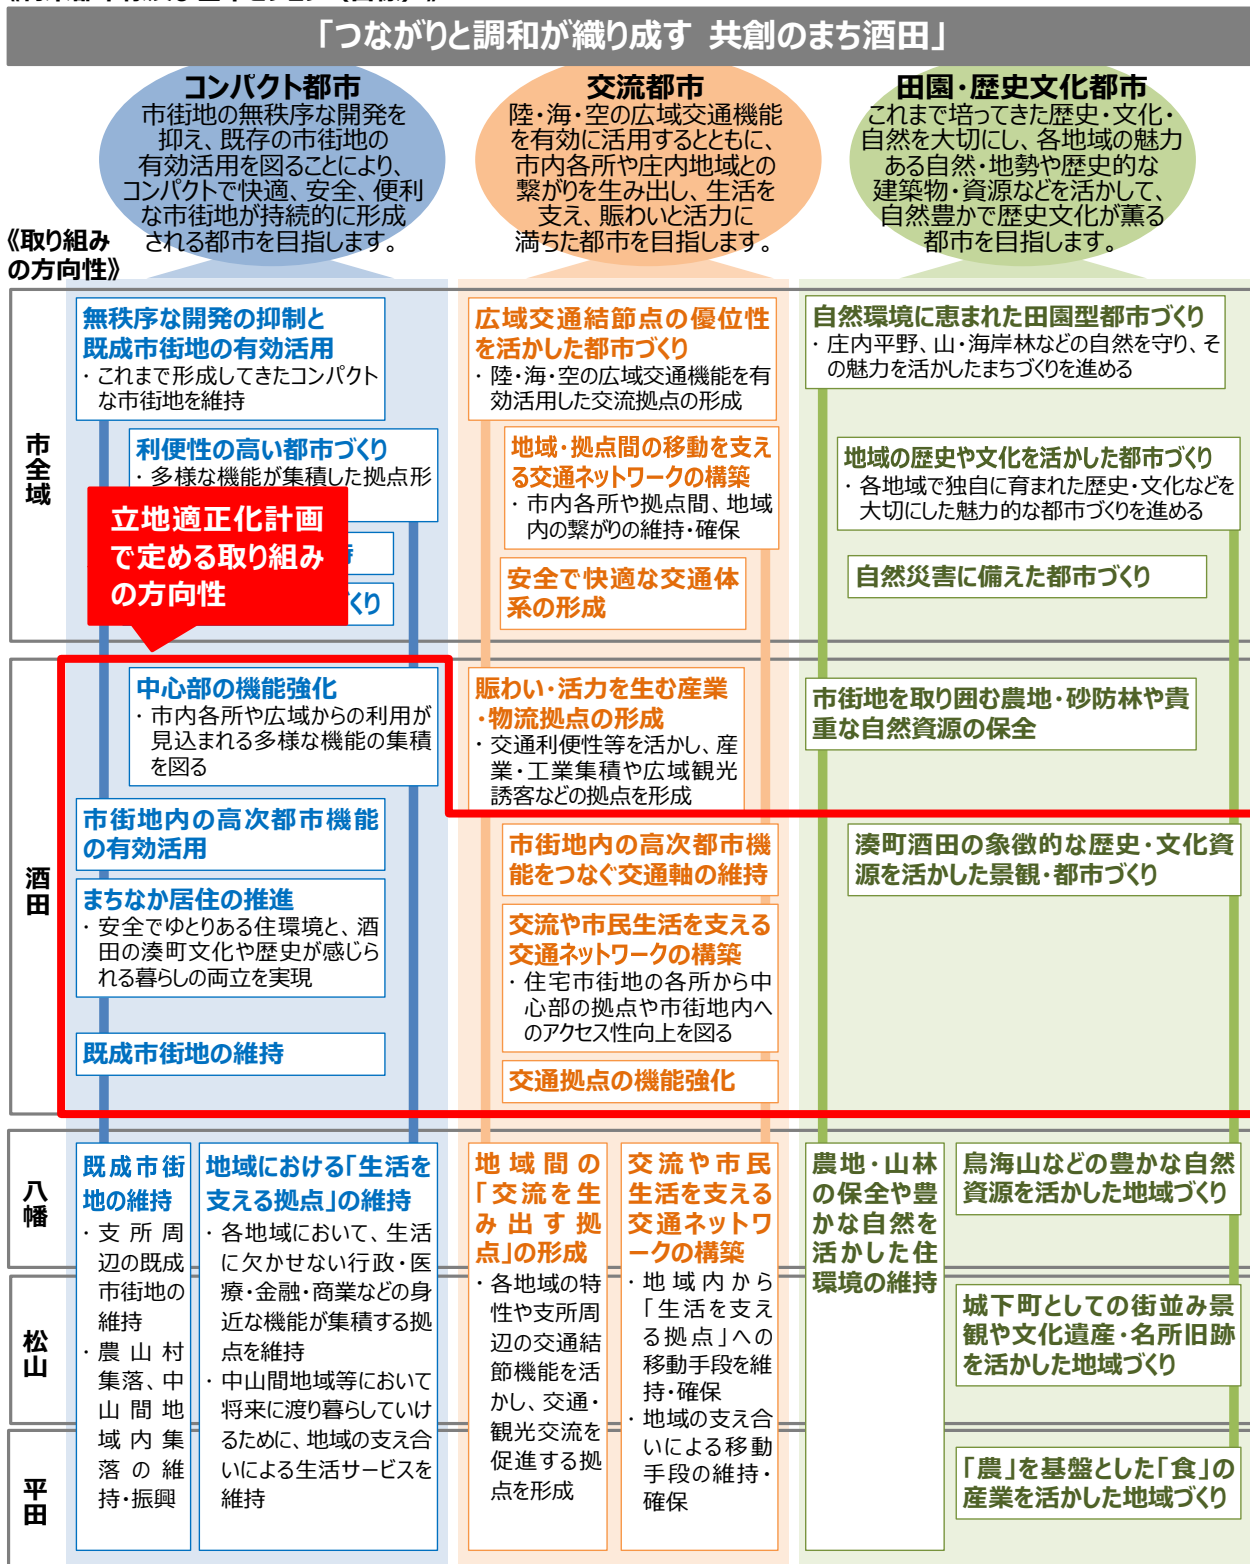 「つながりと調和が織り成す 共創のまち酒田」
コンパクト都市
市街地の無秩序な開発を
抑え、既存の市街地の
有効活用を図ることにより、
コンパクトで快適、安全、便利
な市街地が持続的に形成
される都市を目指します。
交流都市
陸・海・空の広域交通機能
を有効に活用するとともに、
市内各所や庄内地域との
繋がりを生み出し、生活を
支え、賑わいと活力に
満ちた都市を目指します。
田園・歴史文化都市
これまで培ってきた歴史・文化・
自然を大切にし、各地域の魅力
ある自然・地勢や歴史的な
建築物・資源などを活かして、
自然豊かで歴史文化が薫る
都市を目指します。
《取り組み
の方向性》
市全域
無秩序な開発の抑制と
既成市街地の有効活用
・これまで形成してきたコンパクト
な市街地を維持
利便性の高い都市づくり
・多様な機能が集積した拠点形
持
づくり
立地適正化計画
で定める取り組み
の方向性
広域交通結節点の優位性
を活かした都市づくり
・陸・海・空の広域交通機能を有
効活用した交流拠点の形成
地域・拠点間の移動を支え
る交通ネットワークの構築
・市内各所や拠点間、地域
内の繋がりの維持・確保
安全で快適な交通体
系の形成
自然環境に恵まれた田園型都市づくり
・庄内平野、山・海岸林などの自然を守り、そ
の魅力を活かしたまちづくりを進める
地域の歴史や文化を活かした都市づくり
・各地域で独自に育まれた歴史・文化などを
大切にした魅力的な都市づくりを進める
自然災害に備えた都市づくり
酒田
中心部の機能強化
・市内各所や広域からの利用が
見込まれる多様な機能の集積
を図る
市街地内の高次都市機能
の有効活用
まちなか居住の推進
・安全でゆとりある住環境と、酒
田の湊町文化や歴史が感じら
れる暮らしの両立を実現
既成市街地の維持
賑わい・活力を生む産業
・物流拠点の形成
・交通利便性等を活かし、産
業・工業集積や広域観光
誘客などの拠点を形成
市街地内の高次都市機
能をつなぐ交通軸の維持
交流や市民生活を支える
交通ネットワークの構築
・住宅市街地の各所から中
心部の拠点や市街地内へ
のアクセス性向上を図る
交通拠点の機能強化
市街地を取り囲む農地・砂防林や貴
重な自然資源の保全
湊町酒田の象徴的な歴史・文化資
源を活かした景観・都市づくり
八幡
松山
平田
既成市街
地の維持
・支所周
辺の既成
市街地の
維持
・農山村
集落、中
山間地
域内集
落の維
持・振興
地域における「生活を
支える拠点」の維持
・各地域において、生活
に欠かせない行政・医
療・金融・商業などの身
近な機能が集積する拠
点を維持
・中山間地域等において
将来に渡り暮らしていけ
るために、地域の支え合
いによる生活サービスを
維持
地域間の
「交流を生
み出す拠
点」の形成
・各地域の特
性や支所周
辺の交通結
節機能を活
かし、交通・
観光交流を
促進する拠
点を形成
交流や市民
生活を支える
交通ネットワ
ークの構築
・地域内から
「生活を支え
る拠点」への
移動手段を維
持・確保
・地域の支え合
いによる移動
手段の維持・
確保
農地・山林
の保全や豊
かな自然を
活かした住
環境の維持
鳥海山などの豊かな自然
資源を活かした地域づくり
城下町としての街並み景
観や文化遺産・名所旧跡
を活かした地域づくり
「農」を基盤とした「食」の
産業を活かした地域づくり